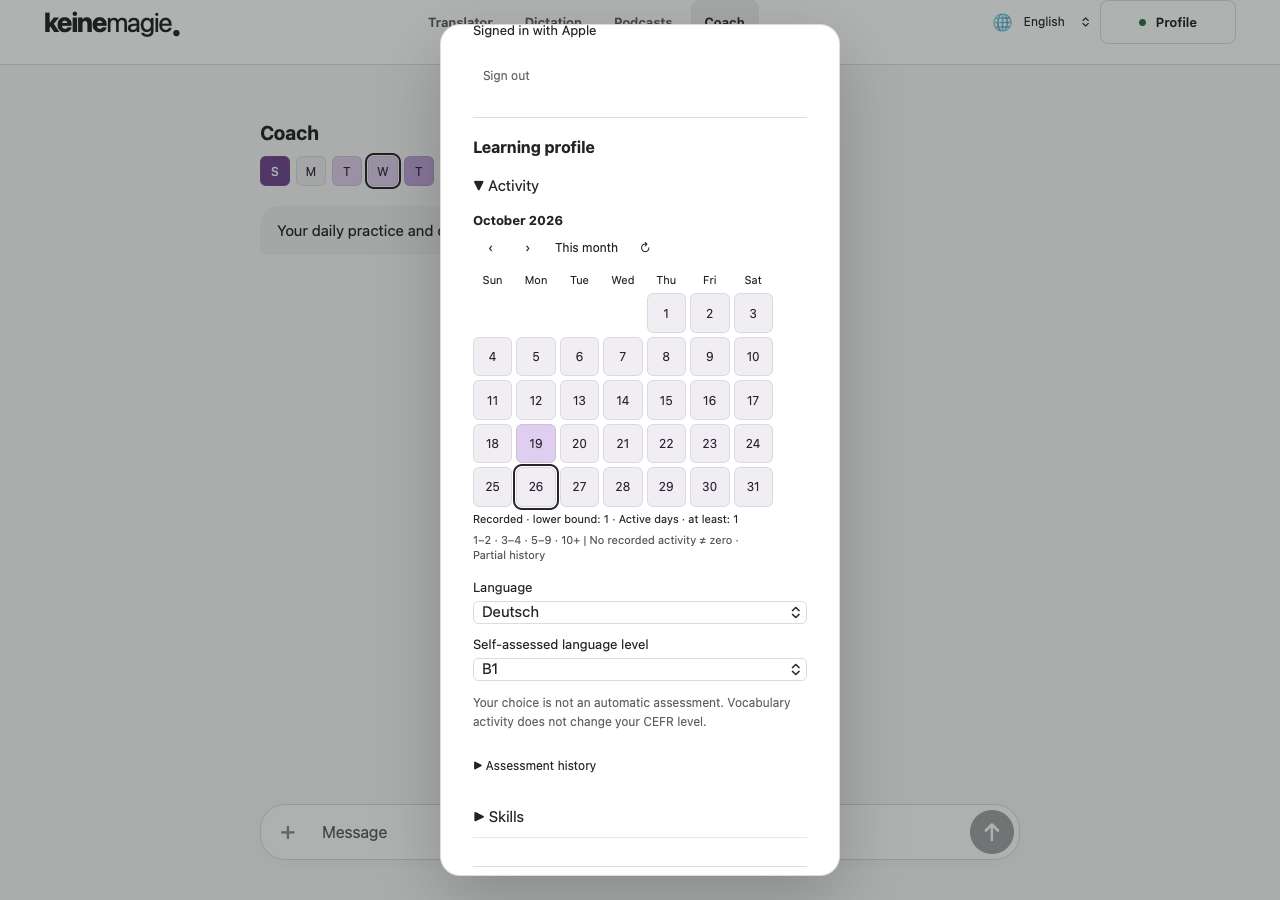 keinemagie.
Translator Dictation Podcasts Coach
English
Profile
Signed in with Apple
Sign out
Coach
S M T W T
Your daily practice and
Learning profile
▼ Activity
October 2026
‹ › This month ↻
Sun Mon Tue Wed Thu Fri Sat
1 2 3
4 5 6 7 8 9 10
11 12 13 14 15 16 17
18 19 20 21 22 23 24
25 26 27 28 29 30 31
Recorded · lower bound: 1 · Active days · at least: 1
1–2 · 3–4 · 5–9 · 10+ | No recorded activity ≠ zero ·
Partial history
Language
Deutsch
Self-assessed language level
B1
Your choice is not an automatic assessment. Vocabulary
activity does not change your CEFR level.
▶ Assessment history
▶ Skills
+ Message